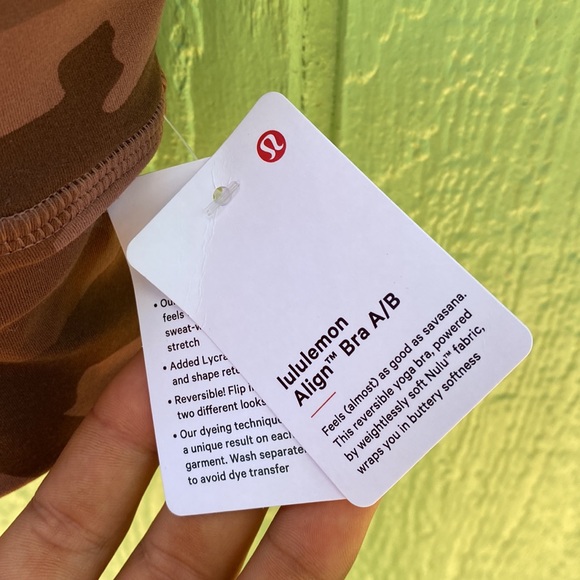 lululemon
Align™ Bra A/B
Feels (almost) as good as savasana.
This reversible yoga bra, powered
by weightlessly soft Nulu™ fabric,
wraps you in buttery softness
• Ou
feels
sweat-w
stretch
• Added Lycra
and shape rete
• Reversible! Flip i
two different looks
• Our dyeing technique
a unique result on each
garment. Wash separate
to avoid dye transfer